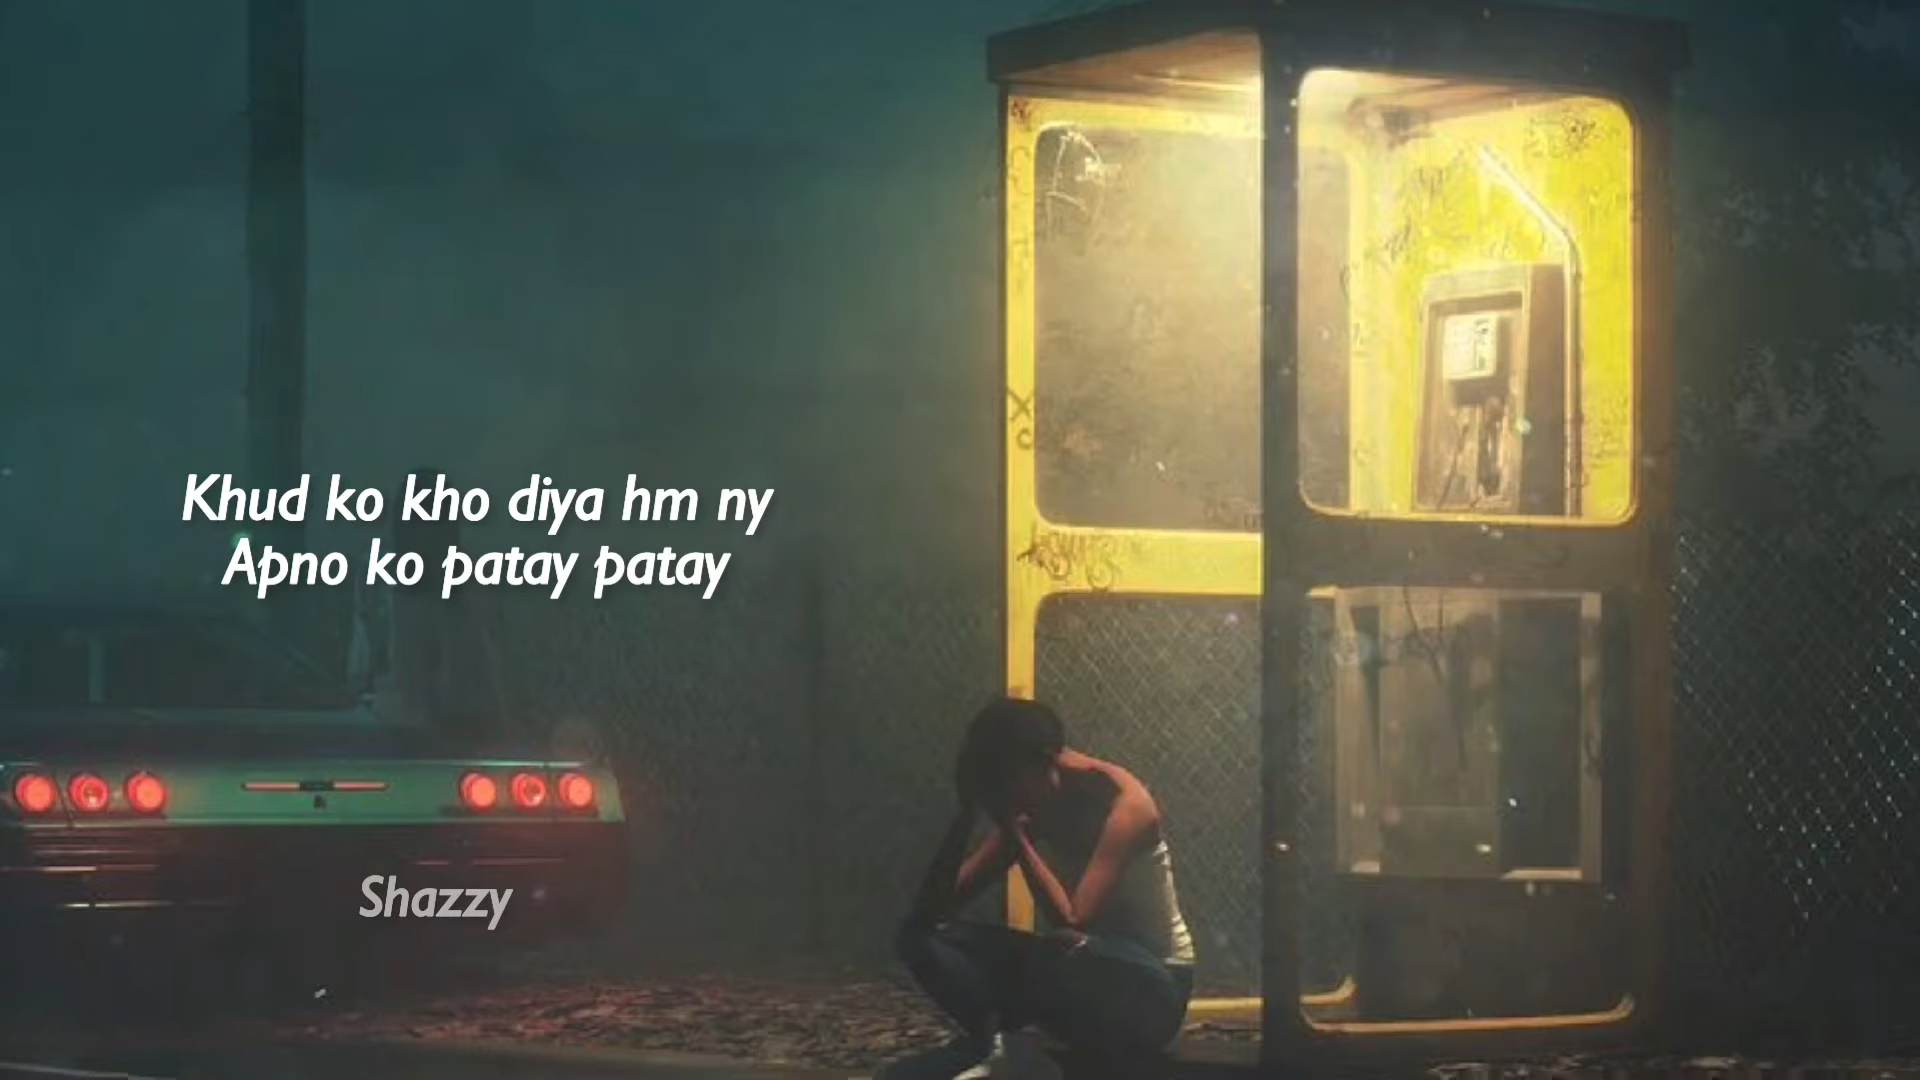 Khud ko kho diya hm ny
Apno ko patay patay
Shazzy